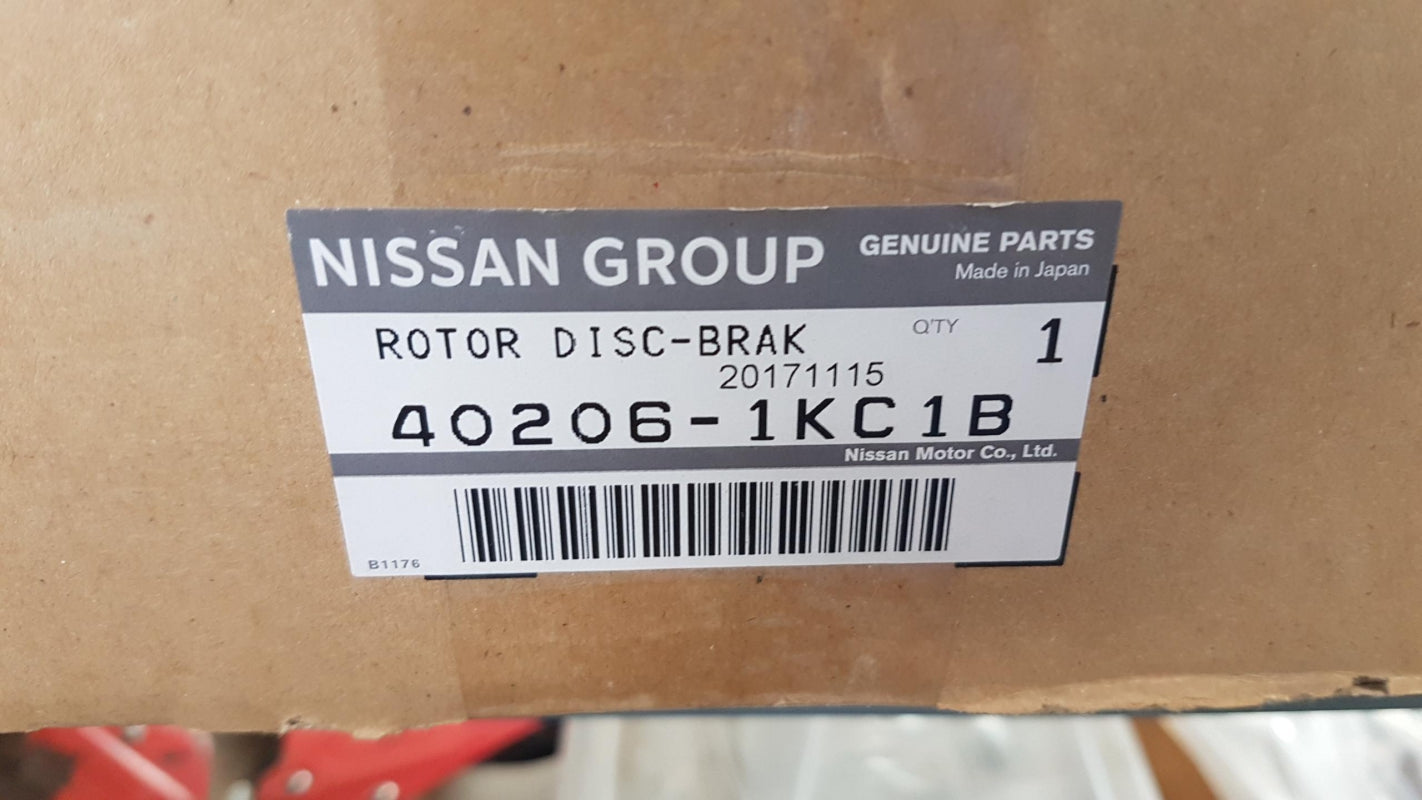 NISSAN GROUP
GENUINE PARTS
Made in Japan
ROTOR DISC-BRAK
Q'TY
1
20171115
40206-1KC1B
Nissan Motor Co., Ltd.
B1176